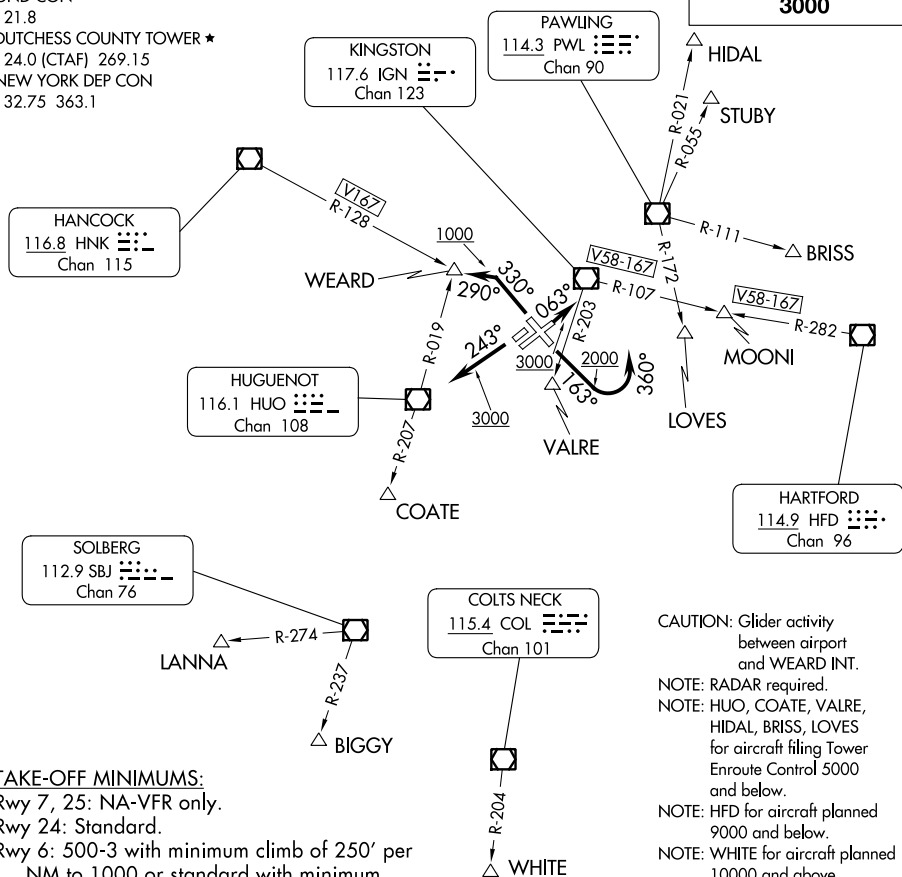 21.8
DUTCHESS COUNTY TOWER ★
24.0 (CTAF) 269.15
NEW YORK DEP CON
32.75 363.1
3000
KINGSTON
117.6 IGN
Chan 123
PAWLING
114.3 PWL
Chan 90
HIDAL
STUBY
R-021
R-055
HANCOCK
116.8 HNK
Chan 115
V167
R-128
WEARD
1000
330°
290°
063°
R-203
V58-167
R-107
R-111
BRISS
R-172
V58-167
R-282
MOONI
LOVES
243°
3000
3000
2000
163°
360°
VALRE
R-019
HUGUENOT
116.1 HUO
Chan 108
R-207
COATE
HARTFORD
114.9 HFD
Chan 96
SOLBERG
112.9 SBJ
Chan 76
R-274
LANNA
R-237
BIGGY
COLTS NECK
115.4 COL
Chan 101
R-204
WHITE
CAUTION: Glider activity
between airport
and WEARD INT.
NOTE: RADAR required.
NOTE: HUO, COATE, VALRE,
HIDAL, BRISS, LOVES
for aircraft filing Tower
Enroute Control 5000
and below.
NOTE: HFD for aircraft planned
9000 and below.
NOTE: WHITE for aircraft planned
10000 and above.
TAKE-OFF MINIMUMS:
Rwy 7, 25: NA-VFR only.
Rwy 24: Standard.
Rwy 6: 500-3 with minimum climb of 250' per
NM to 1000 or standard with minimum